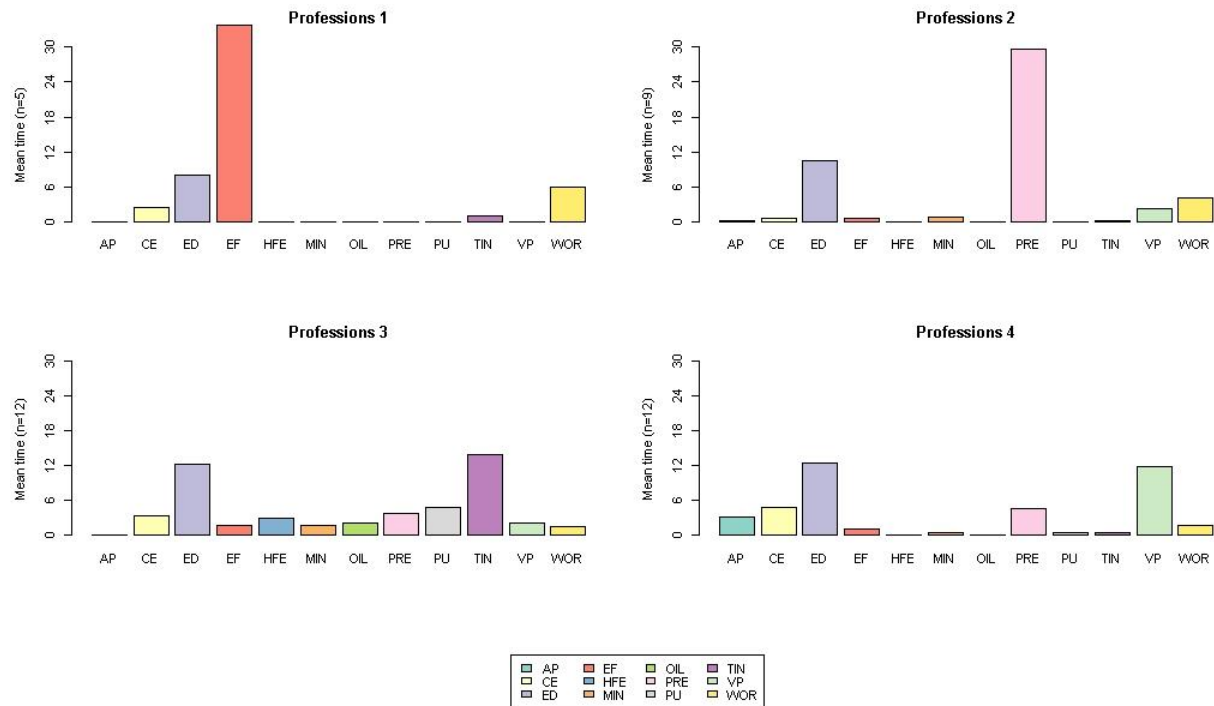 Professions 1
Mean time (n=5)
0 6 12 18 24 30
AP CE ED EF HFE MIN OIL PRE PU TIN VP WOR
Professions 2
Mean time (n=9)
0 6 12 18 24 30
AP CE ED EF HFE MIN OIL PRE PU TIN VP WOR
Professions 3
Mean time (n=12)
0 6 12 18 24 30
AP CE ED EF HFE MIN OIL PRE PU TIN VP WOR
Professions 4
Mean time (n=12)
0 6 12 18 24 30
AP CE ED EF HFE MIN OIL PRE PU TIN VP WOR
AP EF OIL TIN
CE HFE PRE VP
ED MIN PU WOR